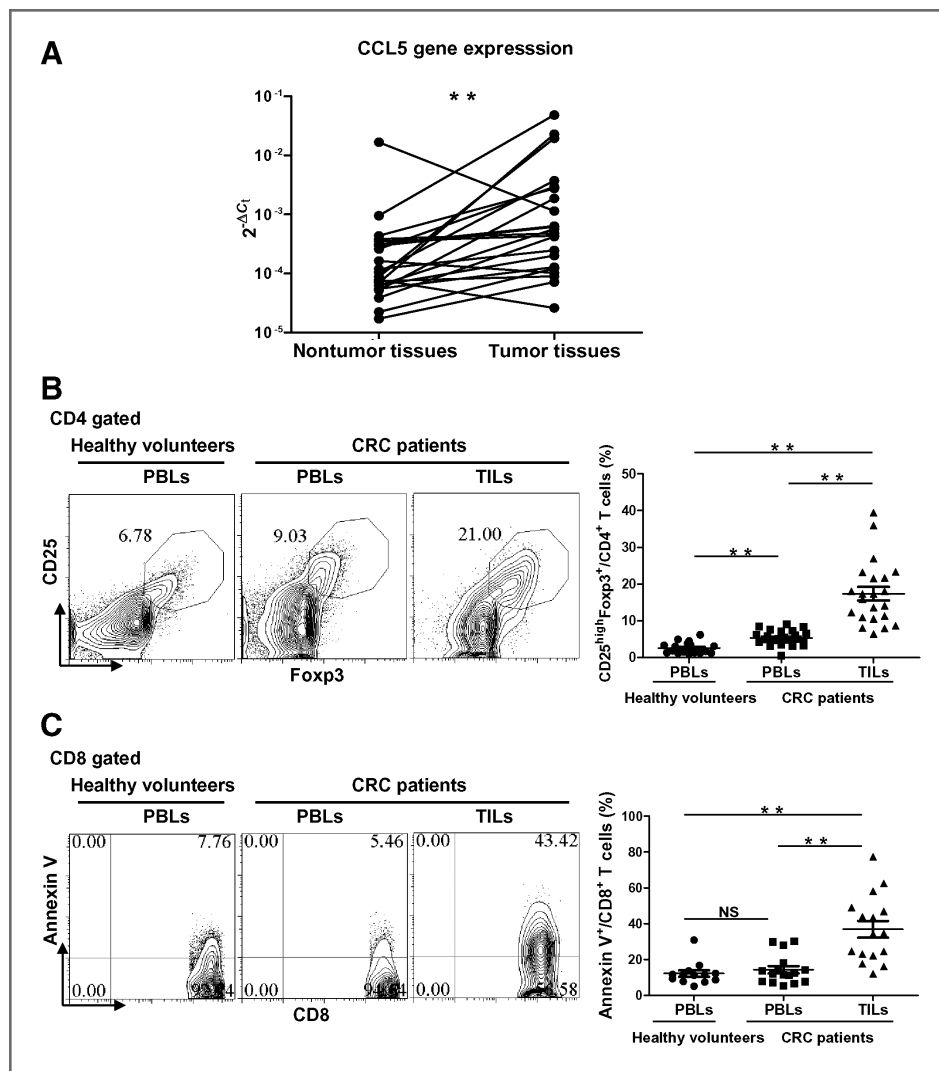 A
CCL5 gene expresssion
* *
10-1
10-2
10-3
10-4
10-5
2-ΔCt
Nontumor tissues Tumor tissues
B
CD4 gated
Healthy volunteers CRC patients
PBLs PBLs TILs
6.78 9.03 21.00
CD25
Foxp3
CD25highFoxp3+/CD4+ T cells (%)
* *
* *
* *
50
40
30
20
10
0
PBLs PBLs TILs
Healthy volunteers CRC patients
C
CD8 gated
Healthy volunteers CRC patients
PBLs PBLs TILs
0.00 7.76 0.00 5.46 0.00 43.42
0.00 0.00 0.00
Annexin V
CD8
Annexin V+/CD8+ T cells (%)
* *
* *
NS
100
80
60
40
20
0
PBLs PBLs TILs
Healthy volunteers CRC patients